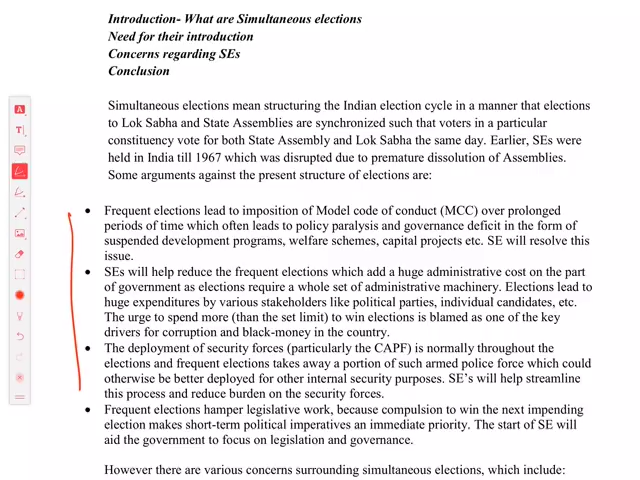 Introduction- What are Simultaneous elections
Need for their introduction
Concerns regarding SEs
Conclusion
Simultaneous elections mean structuring the Indian election cycle in a manner that elections
to Lok Sabha and State Assemblies are synchronized such that voters in a particular
constituency vote for both State Assembly and Lok Sabha the same day. Earlier, SEs were
held in India till 1967 which was disrupted due to premature dissolution of Assemblies.
Some arguments against the present structure of elections are:
• Frequent elections lead to imposition of Model code of conduct (MCC) over prolonged
periods of time which often leads to policy paralysis and governance deficit in the form of
suspended development programs, welfare schemes, capital projects etc. SE will resolve this
issue.
• SEs will help reduce the frequent elections which add a huge administrative cost on the part
of government as elections require a whole set of administrative machinery. Elections lead to
huge expenditures by various stakeholders like political parties, individual candidates, etc.
The urge to spend more (than the set limit) to win elections is blamed as one of the key
drivers for corruption and black-money in the country.
• The deployment of security forces (particularly the CAPF) is normally throughout the
elections and frequent elections takes away a portion of such armed police force which could
otherwise be better deployed for other internal security purposes. SE’s will help streamline
this process and reduce burden on the security forces.
• Frequent elections hamper legislative work, because compulsion to win the next impending
election makes short-term political imperatives an immediate priority. The start of SE will
aid the government to focus on legislation and governance.
However there are various concerns surrounding simultaneous elections, which include: